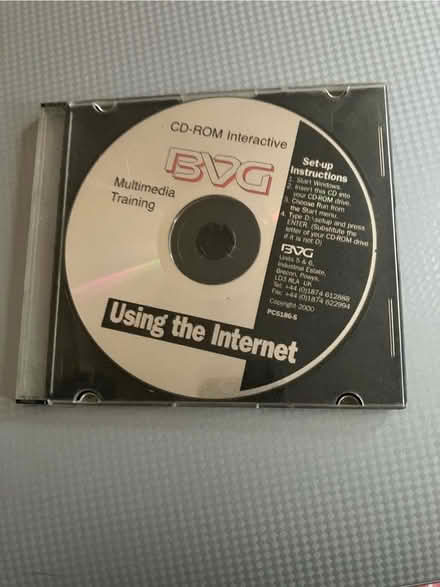 CD-ROM Interactive
BVG
Multimedia
Training
Set-up
Instructions
1. Start Windows.
2. Insert this CD into
your CD-ROM drive.
3. Choose Run from
the Start menu.
4. Type D:\setup and press
ENTER. (Substitute the
letter of your CD-ROM drive
if it is not D)
BVG
Units 5 & 6,
Industrial Estate,
Brecon, Powys,
LD3 8LA UK
Tel: +44 (0)1874 612888
Fax: +44 (0)1874 622994
Copyright 2000
PC5186-S
Using the Internet